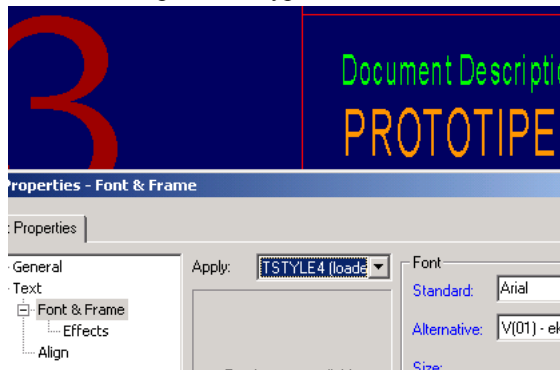 3
Document Descriptio
PROTOTIPE
Properties - Font & Frame
Properties
General
Apply:
TSTYLE4 (loade
Font
Text
Standard:
Arial
Font & Frame
Effects
Alternative:
V(01) - ek
Align
Size: